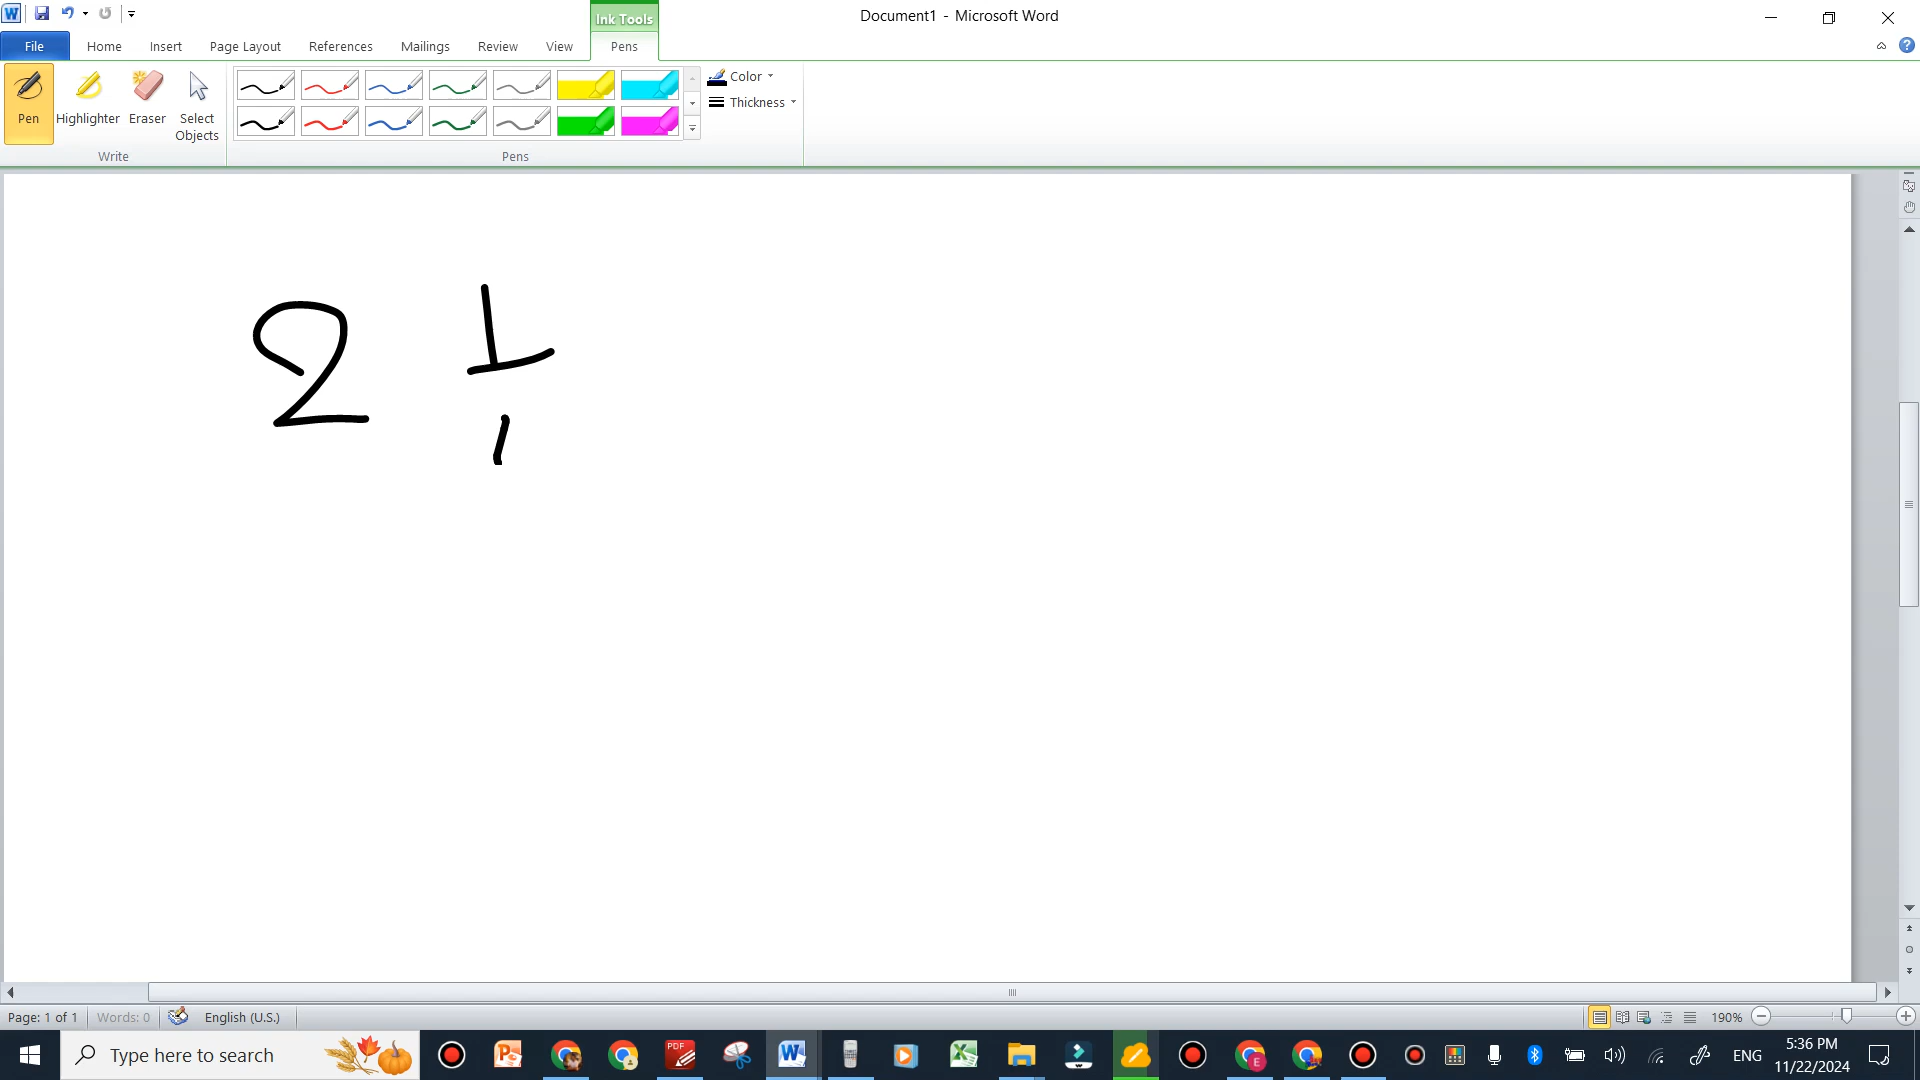 Document1 - Microsoft Word
Ink Tools
File Home Insert Page Layout References Mailings Review View Pens
Pen Highlighter Eraser Select Objects
Color
Thickness
Write Pens
2 1
Page: 1 of 1 Words: 0 English (U.S.) 190%
Type here to search
PDF
ENG
5:36 PM
11/22/2024